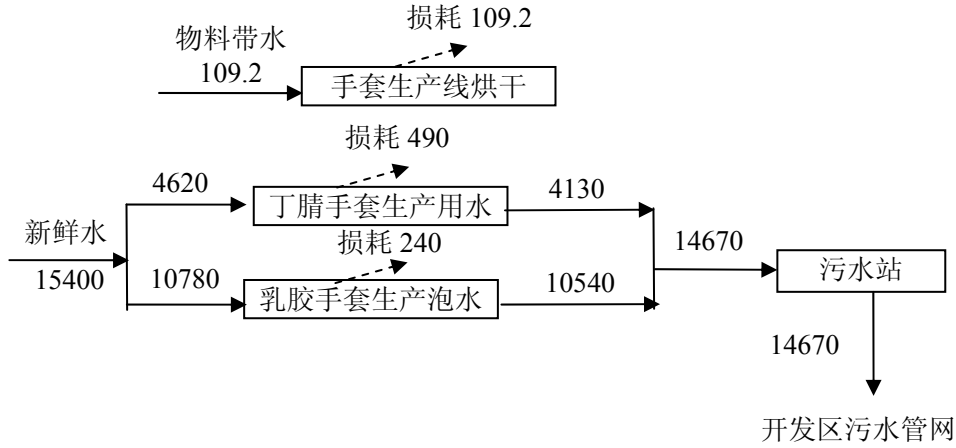 损耗 109.2
物料带水
109.2
手套生产线烘干
损耗 490
4620
丁腈手套生产用水
4130
新鲜水
15400
损耗 240
10780
乳胶手套生产泡水
10540
14670
污水站
14670
开发区污水管网